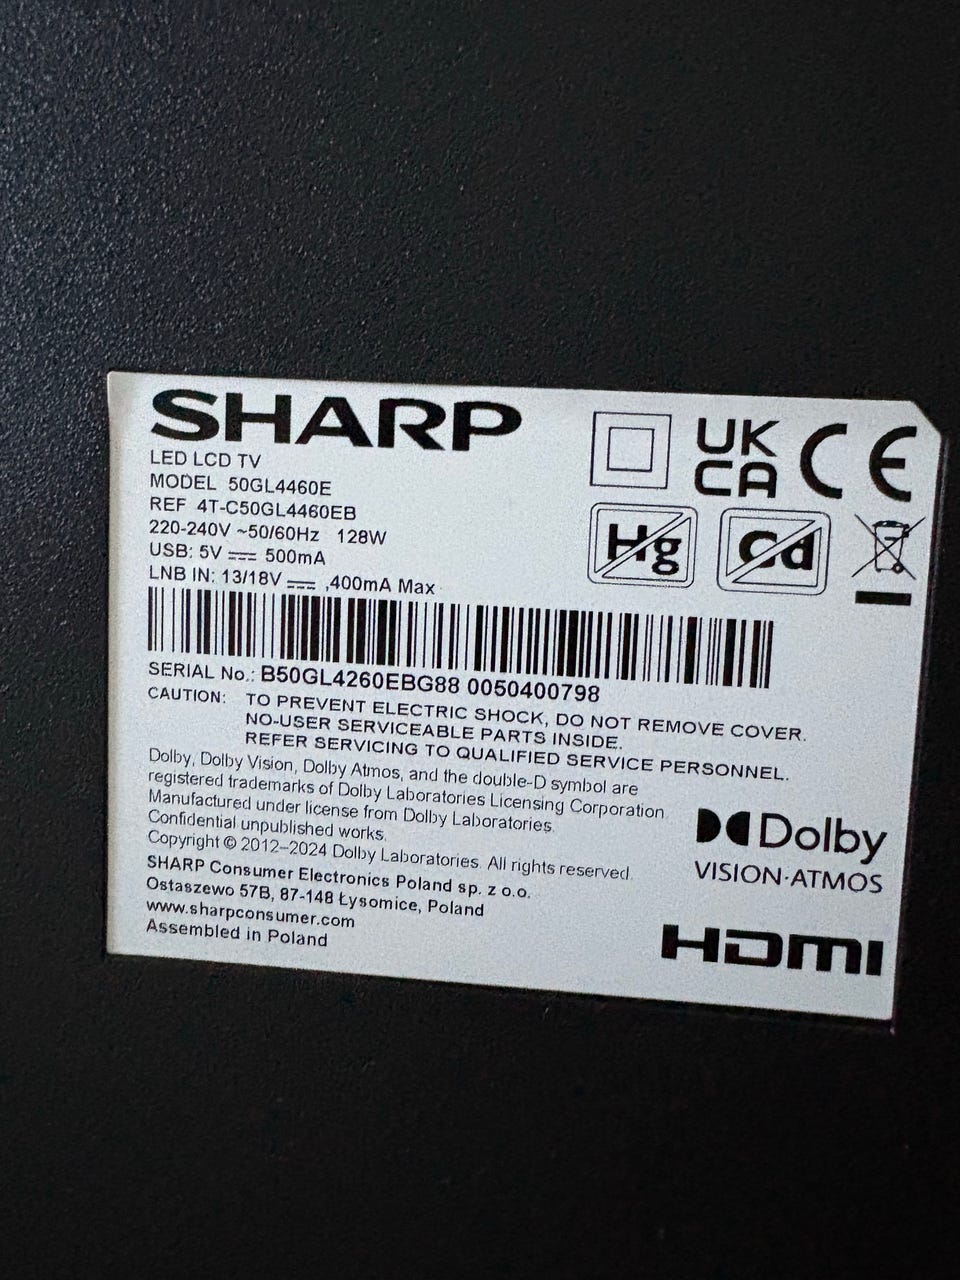 SHARP
LED LCD TV
MODEL 50GL4460E
REF 4T-C50GL4460EB
220-240V ~50/60Hz 128W
USB: 5V ⎓ 500mA
LNB IN: 13/18V ⎓ ,400mA Max
UK
CA
CE
Hg
Cd
SERIAL No.: B50GL4260EBG88 0050400798
CAUTION: TO PREVENT ELECTRIC SHOCK, DO NOT REMOVE COVER.
NO-USER SERVICEABLE PARTS INSIDE.
REFER SERVICING TO QUALIFIED SERVICE PERSONNEL.
Dolby, Dolby Vision, Dolby Atmos, and the double-D symbol are
registered trademarks of Dolby Laboratories Licensing Corporation.
Manufactured under license from Dolby Laboratories.
Confidential unpublished works.
Copyright © 2012–2024 Dolby Laboratories. All rights reserved.
Dolby
VISION·ATMOS
SHARP Consumer Electronics Poland sp. z o.o.
Ostaszewo 57B, 87-148 Łysomice, Poland
www.sharpconsumer.com
Assembled in Poland
HDMI